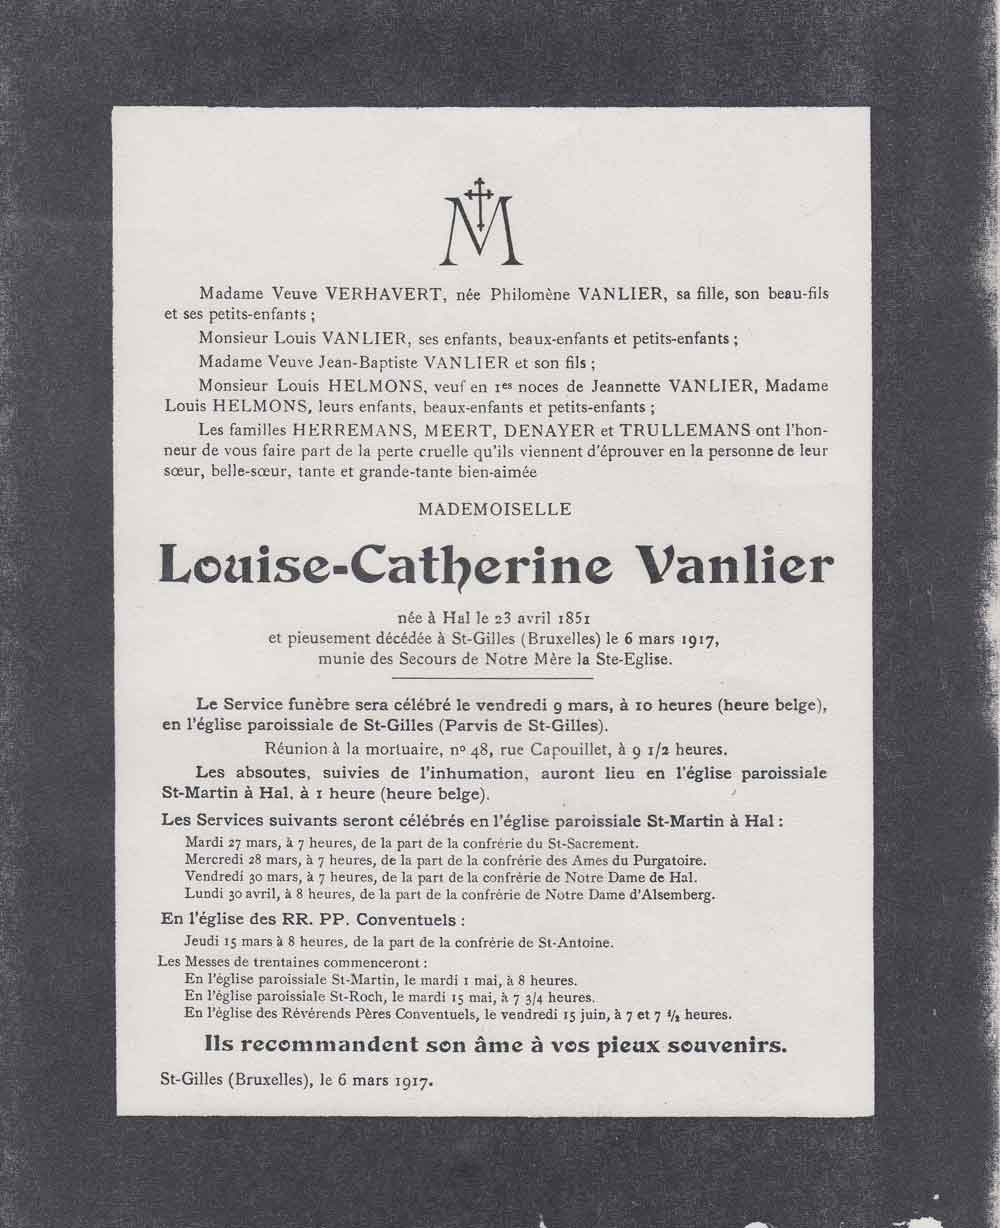 M
Madame Veuve VERHAVERT, née Philomène VANLIER, sa fille, son beau-fils
et ses petits-enfants ;
Monsieur Louis VANLIER, ses enfants, beaux-enfants et petits-enfants ;
Madame Veuve Jean-Baptiste VANLIER et son fils ;
Monsieur Louis HELMONS, veuf en 1es noces de Jeannette VANLIER, Madame
Louis HELMONS, leurs enfants, beaux-enfants et petits-enfants ;
Les familles HERREMANS, MEERT, DENAYER et TRULLEMANS ont l'hon-
neur de vous faire part de la perte cruelle qu'ils viennent d'éprouver en la personne de leur
sœur, belle-sœur, tante et grande-tante bien-aimée
MADEMOISELLE
Louise-Catherine Vanlier
née à Hal le 23 avril 1851
et pieusement décédée à St-Gilles (Bruxelles) le 6 mars 1917,
munie des Secours de Notre Mère la Ste-Eglise.
Le Service funèbre sera célébré le vendredi 9 mars, à 10 heures (heure belge),
en l'église paroissiale de St-Gilles (Parvis de St-Gilles).
Réunion à la mortuaire, nº 48, rue Capouillet, à 9 1/2 heures.
Les absoutes, suivies de l'inhumation, auront lieu en l'église paroissiale
St-Martin à Hal, à 1 heure (heure belge).
Les Services suivants seront célébrés en l'église paroissiale St-Martin à Hal :
Mardi 27 mars, à 7 heures, de la part de la confrérie du St-Sacrement.
Mercredi 28 mars, à 7 heures, de la part de la confrérie des Ames du Purgatoire.
Vendredi 30 mars, à 7 heures, de la part de la confrérie de Notre Dame de Hal.
Lundi 30 avril, à 8 heures, de la part de la confrérie de Notre Dame d'Alsemberg.
En l'église des RR. PP. Conventuels :
Jeudi 15 mars à 8 heures, de la part de la confrérie de St-Antoine.
Les Messes de trentaines commenceront :
En l'église paroissiale St-Martin, le mardi 1 mai, à 8 heures.
En l'église paroissiale St-Roch, le mardi 15 mai, à 7 3/4 heures.
En l'église des Révérends Pères Conventuels, le vendredi 15 juin, à 7 et 7 1/2 heures.
Ils recommandent son âme à vos pieux souvenirs.
St-Gilles (Bruxelles), le 6 mars 1917.